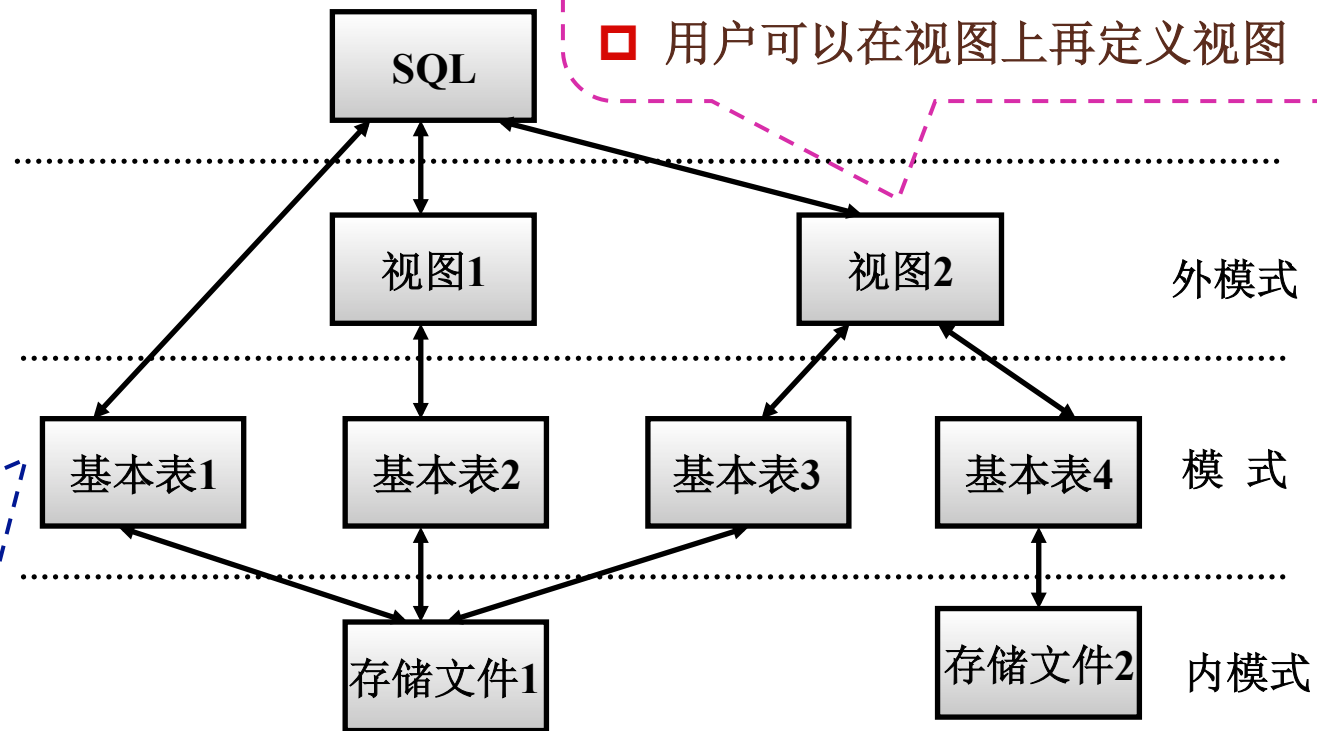 用户可以在视图上再定义视图
SQL
视图1
视图2
外模式
基本表1
基本表2
基本表3
基本表4
模 式
存储文件1
存储文件2
内模式